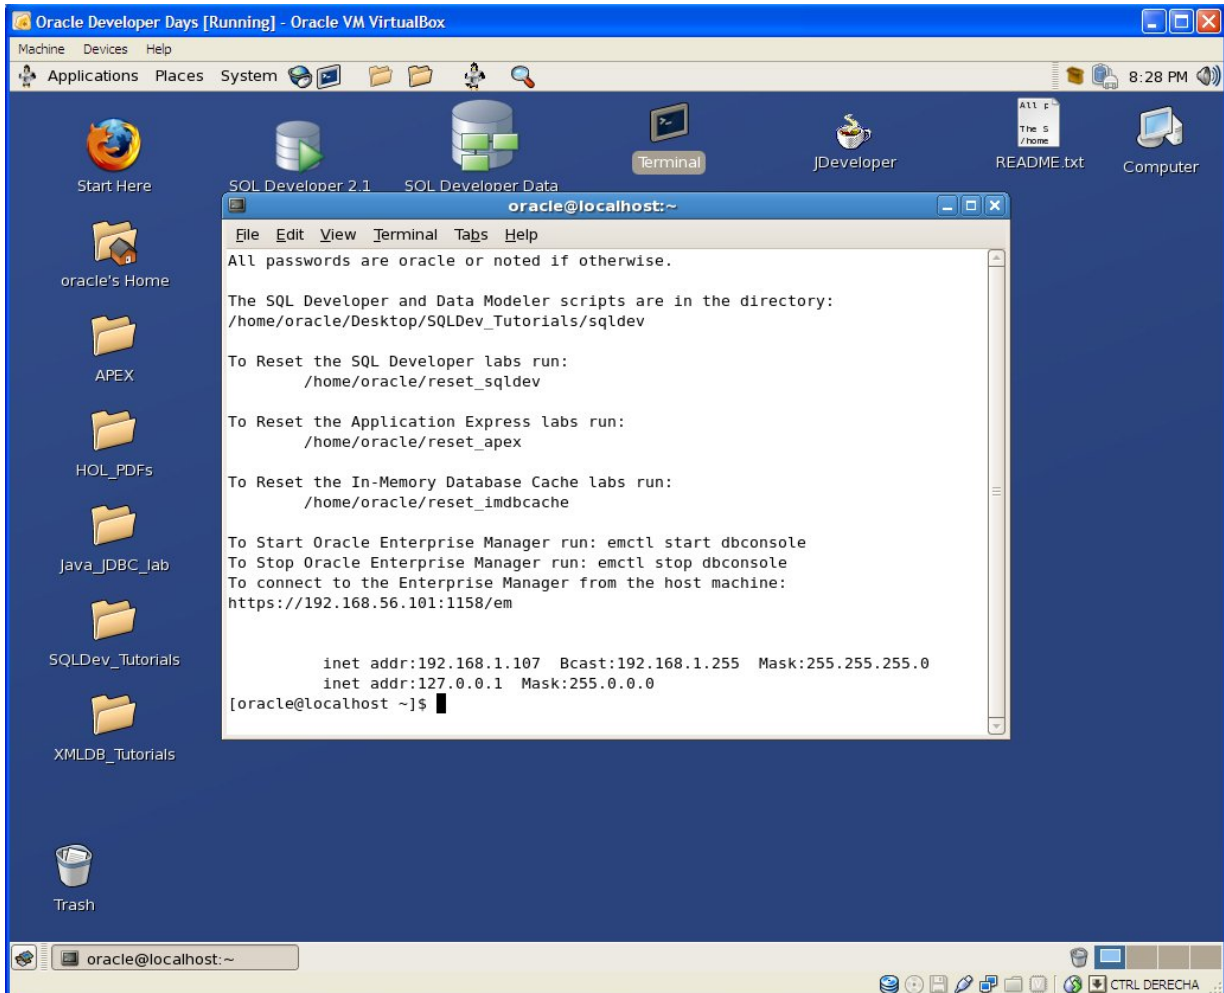 Oracle Developer Days [Running] - Oracle VM VirtualBox
Machine Devices Help
Applications Places System 8:28 PM
Start Here
SQL Developer 2.1
SQL Developer Data
Terminal
JDeveloper
All p
The S
/home
README.txt
Computer
oracle's Home
APEX
HOL_PDFs
Java_JDBC_lab
SQLDev_Tutorials
XMLDB_Tutorials
Trash
oracle@localhost:~
File Edit View Terminal Tabs Help
All passwords are oracle or noted if otherwise.
The SQL Developer and Data Modeler scripts are in the directory:
/home/oracle/Desktop/SQLDev_Tutorials/sqldev
To Reset the SQL Developer labs run:
/home/oracle/reset_sqldev
To Reset the Application Express labs run:
/home/oracle/reset_apex
To Reset the In-Memory Database Cache labs run:
/home/oracle/reset_imdbcache
To Start Oracle Enterprise Manager run: emctl start dbconsole
To Stop Oracle Enterprise Manager run: emctl stop dbconsole
To connect to the Enterprise Manager from the host machine:
https://192.168.56.101:1158/em
inet addr:192.168.1.107 Bcast:192.168.1.255 Mask:255.255.255.0
inet addr:127.0.0.1 Mask:255.0.0.0
[oracle@localhost ~]$
oracle@localhost:~
CTRL DERECHA